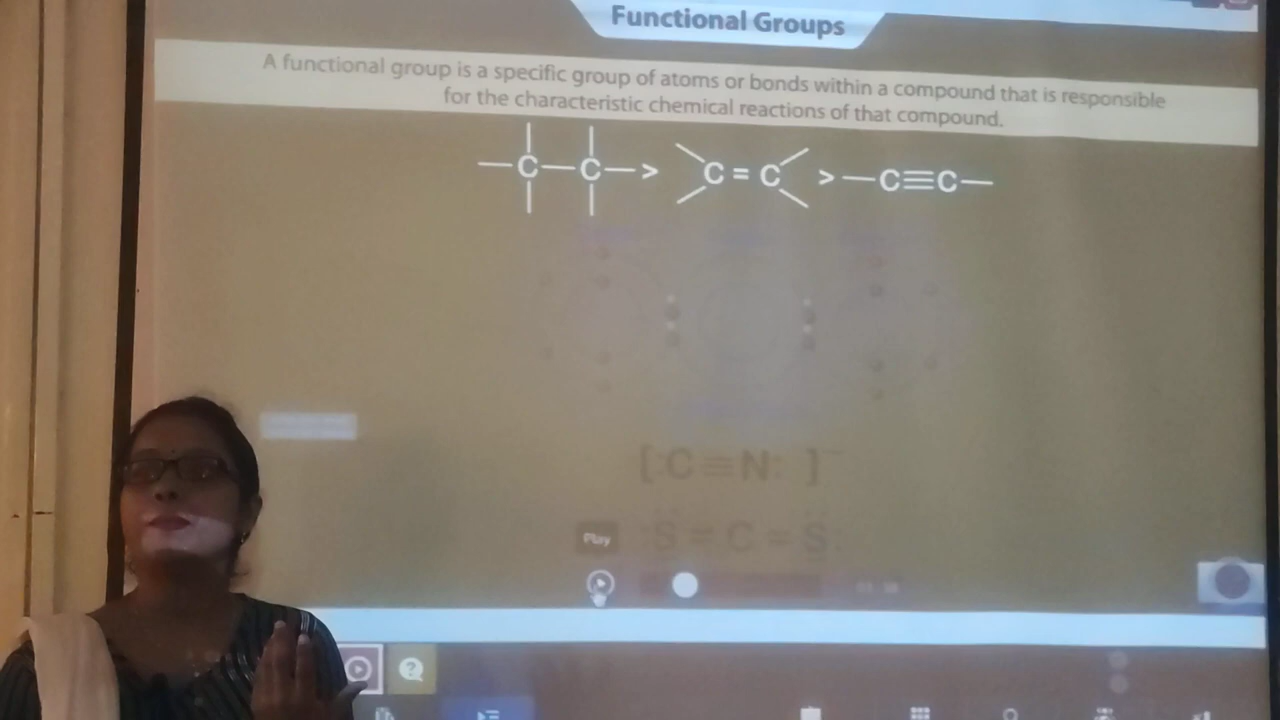 Functional Groups
A functional group is a specific group of atoms or bonds within a compound that is responsible
for the characteristic chemical reactions of that compound.
—C—C—> C=C >—C≡C—
[:C≡N: ]⁻
:S=C=S:
Play
?